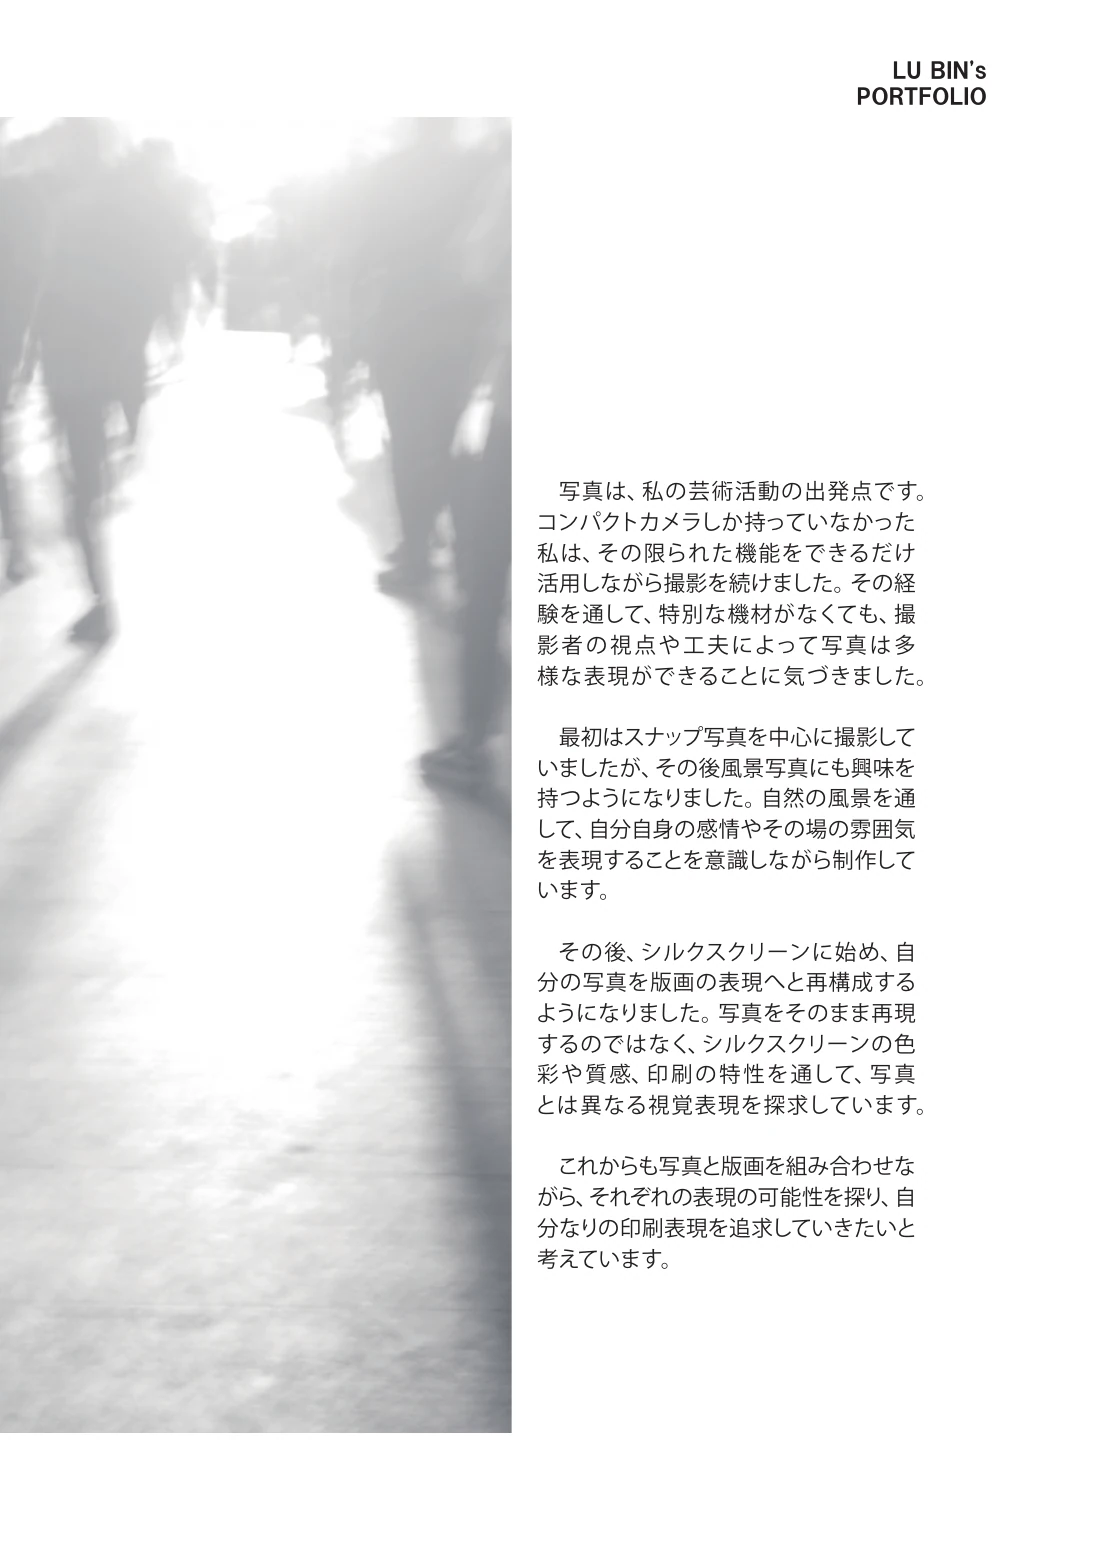 LU BIN's
PORTFOLIO
写真は、私の芸術活動の出発点です。
コンパクトカメラしか持っていなかった
私は、その限られた機能をできるだけ
活用しながら撮影を続けました。その経
験を通して、特別な機材がなくても、撮
影者の視点や工夫によって写真は多
様な表現ができることに気づきました。
最初はスナップ写真を中心に撮影して
いましたが、その後風景写真にも興味を
持つようになりました。自然の風景を通
して、自分自身の感情やその場の雰囲気
を表現することを意識しながら制作して
います。
その後、シルクスクリーンに始め、自
分の写真を版画の表現へと再構成する
ようになりました。写真をそのまま再現
するのではなく、シルクスクリーンの色
彩や質感、印刷の特性を通して、写真
とは異なる視覚表現を探求しています。
これからも写真と版画を組み合わせな
がら、それぞれの表現の可能性を探り、自
分なりの印刷表現を追求していきたいと
考えています。